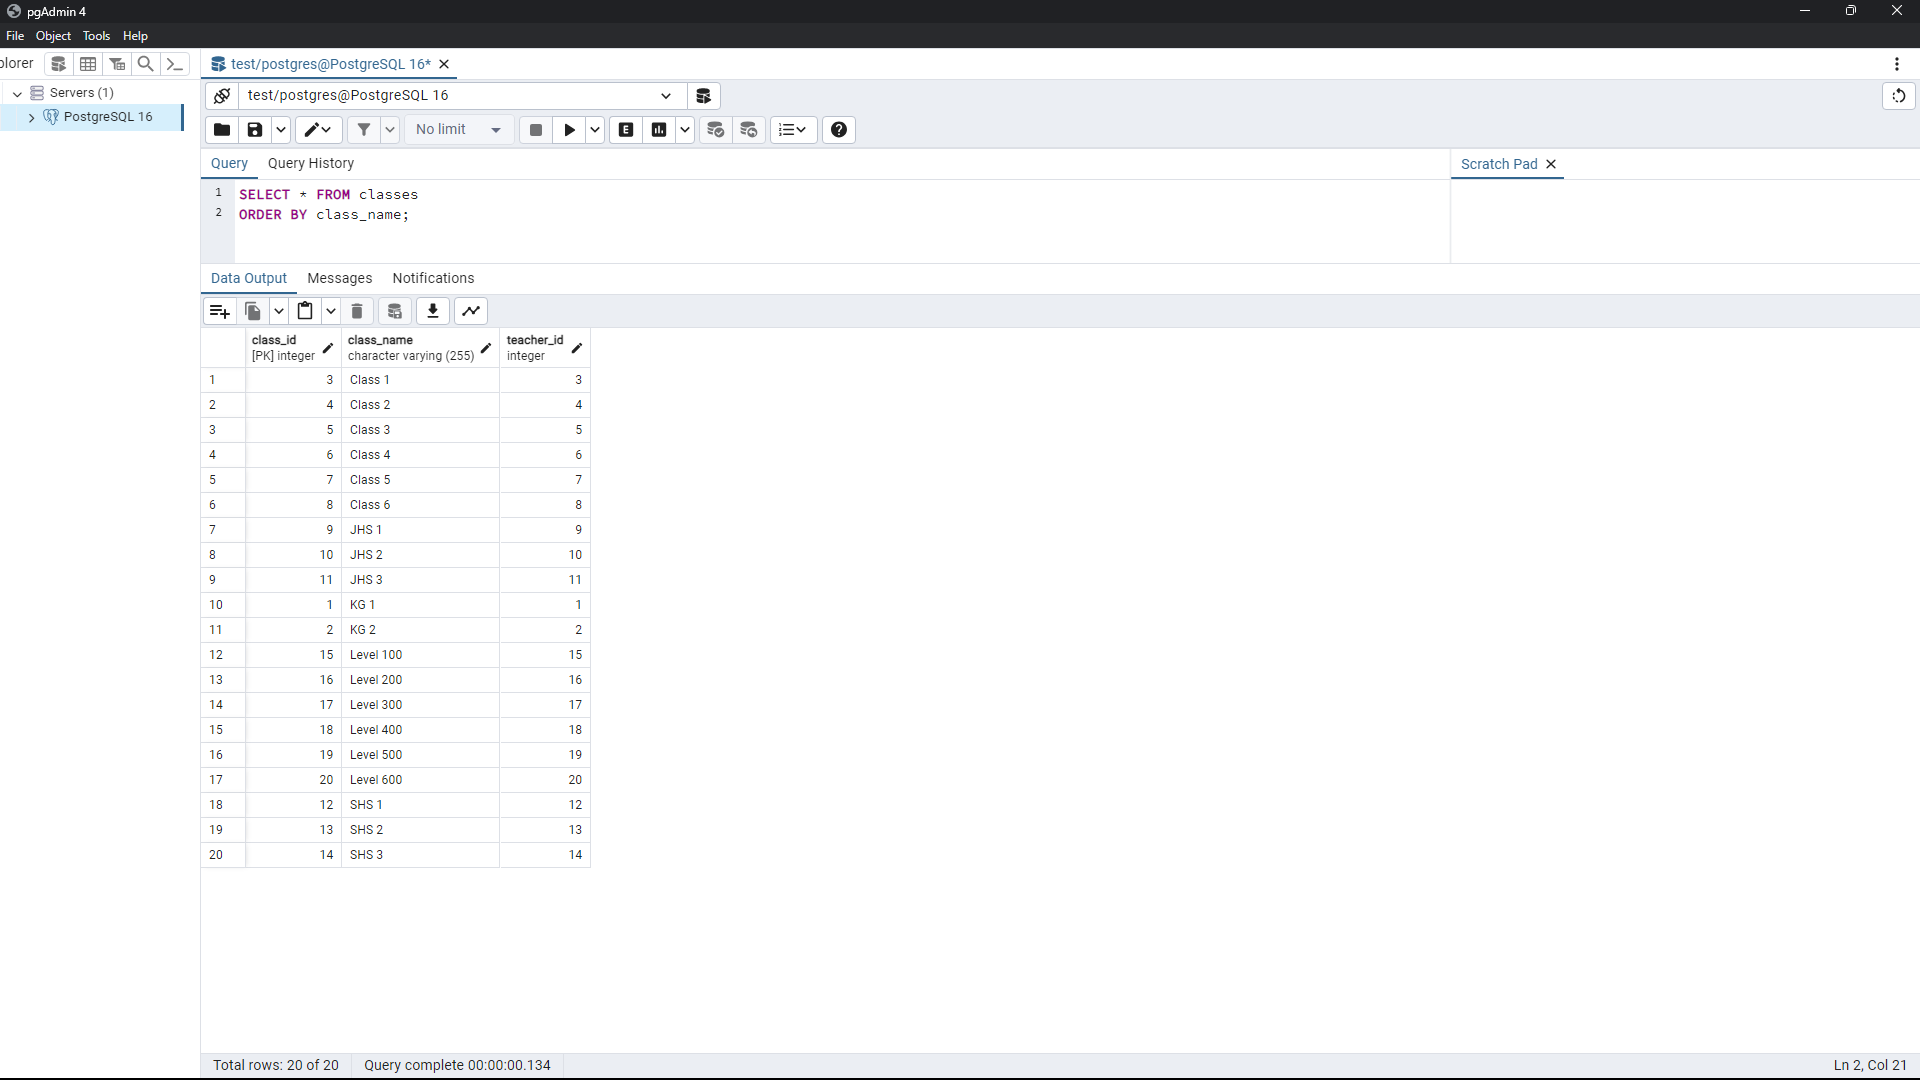 pgAdmin 4
File Object Tools Help
plorer
test/postgres@PostgreSQL 16*
Servers (1)
PostgreSQL 16
test/postgres@PostgreSQL 16
No limit
E
Query Query History
Scratch Pad
1 SELECT * FROM classes
2 ORDER BY class_name;
Data Output Messages Notifications
class_id class_name teacher_id
[PK] integer character varying (255) integer
1 3 Class 1 3
2 4 Class 2 4
3 5 Class 3 5
4 6 Class 4 6
5 7 Class 5 7
6 8 Class 6 8
7 9 JHS 1 9
8 10 JHS 2 10
9 11 JHS 3 11
10 1 KG 1 1
11 2 KG 2 2
12 15 Level 100 15
13 16 Level 200 16
14 17 Level 300 17
15 18 Level 400 18
16 19 Level 500 19
17 20 Level 600 20
18 12 SHS 1 12
19 13 SHS 2 13
20 14 SHS 3 14
Total rows: 20 of 20 Query complete 00:00:00.134 Ln 2, Col 21